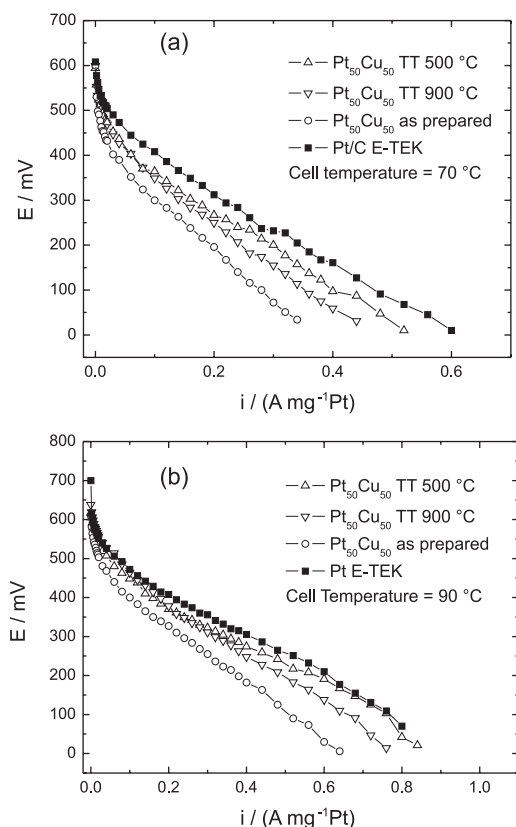 (a)
Pt₅₀Cu₅₀ TT 500 °C
Pt₅₀Cu₅₀ TT 900 °C
Pt₅₀Cu₅₀ as prepared
Pt/C E-TEK
Cell temperature = 70 °C
600
500
400
300
200
100
0
E / mV
0.0 0.2 0.4 0.6
i / (A mg⁻¹Pt)
(b)
Pt₅₀Cu₅₀ TT 500 °C
Pt₅₀Cu₅₀ TT 900 °C
Pt₅₀Cu₅₀ as prepared
Pt E-TEK
Cell Temperature = 90 °C
800
700
600
500
400
300
200
100
0
E / mV
0.0 0.2 0.4 0.6 0.8 1.0
i / (A mg⁻¹Pt)